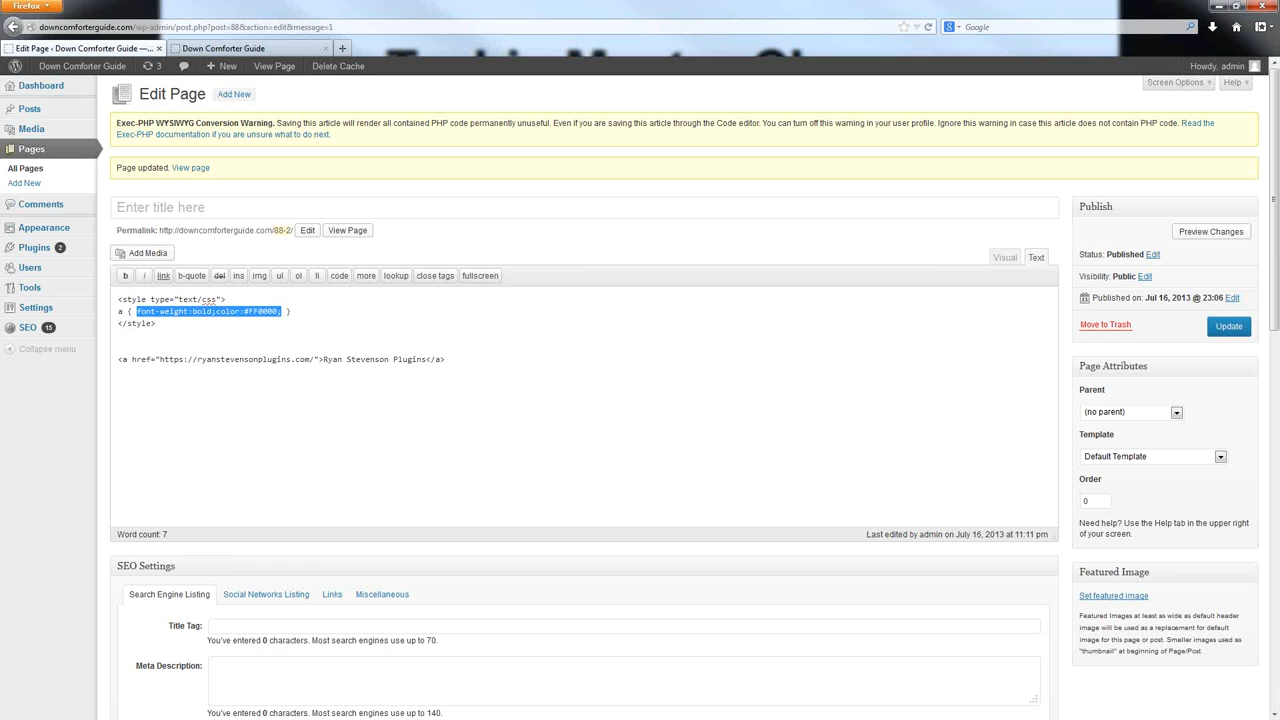 Firefox
downcomforterguide.com/wp-admin/post.php?post=88&action=edit&message=1
Google
Edit Page ‹ Down Comforter Guide —...
Down Comforter Guide
Down Comforter Guide
3
New
View Page
Delete Cache
Howdy, admin
Dashboard
Posts
Media
Pages
All Pages
Add New
Comments
Appearance
Plugins 2
Users
Tools
Settings
SEO 15
Collapse menu
Edit Page
Add New
Screen Options
Help
Exec-PHP WYSIWYG Conversion Warning. Saving this article will render all contained PHP code permanently unuseful. Even if you are saving this article through the Code editor. You can turn off this warning in your user profile. Ignore this warning in case this article does not contain PHP code. Read the
Exec-PHP documentation if you are unsure what to do next.
Page updated. View page
Enter title here
Permalink: http://downcomforterguide.com/88-2/ Edit View Page
Add Media
Visual
Text
b i link b-quote del ins img ul ol li code more lookup close tags fullscreen
<style type="text/css">
a { font-weight:bold;color:#FF0000; }
</style>
<a href="https://ryanstevensonplugins.com/">Ryan Stevenson Plugins</a>
Word count: 7
Last edited by admin on July 16, 2013 at 11:11 pm
SEO Settings
Search Engine Listing
Social Networks Listing
Links
Miscellaneous
Title Tag:
You've entered 0 characters. Most search engines use up to 70.
Meta Description:
You've entered 0 characters. Most search engines use up to 140.
Publish
Preview Changes
Status: Published Edit
Visibility: Public Edit
Published on: Jul 16, 2013 @ 23:06 Edit
Move to Trash
Update
Page Attributes
Parent
(no parent)
Template
Default Template
Order
0
Need help? Use the Help tab in the upper right
of your screen.
Featured Image
Set featured image
Featured Images at least as wide as default header
image will be used as a replacement for default
image for this page or post. Smaller images used as
"thumbnail" at beginning of Page/Post.